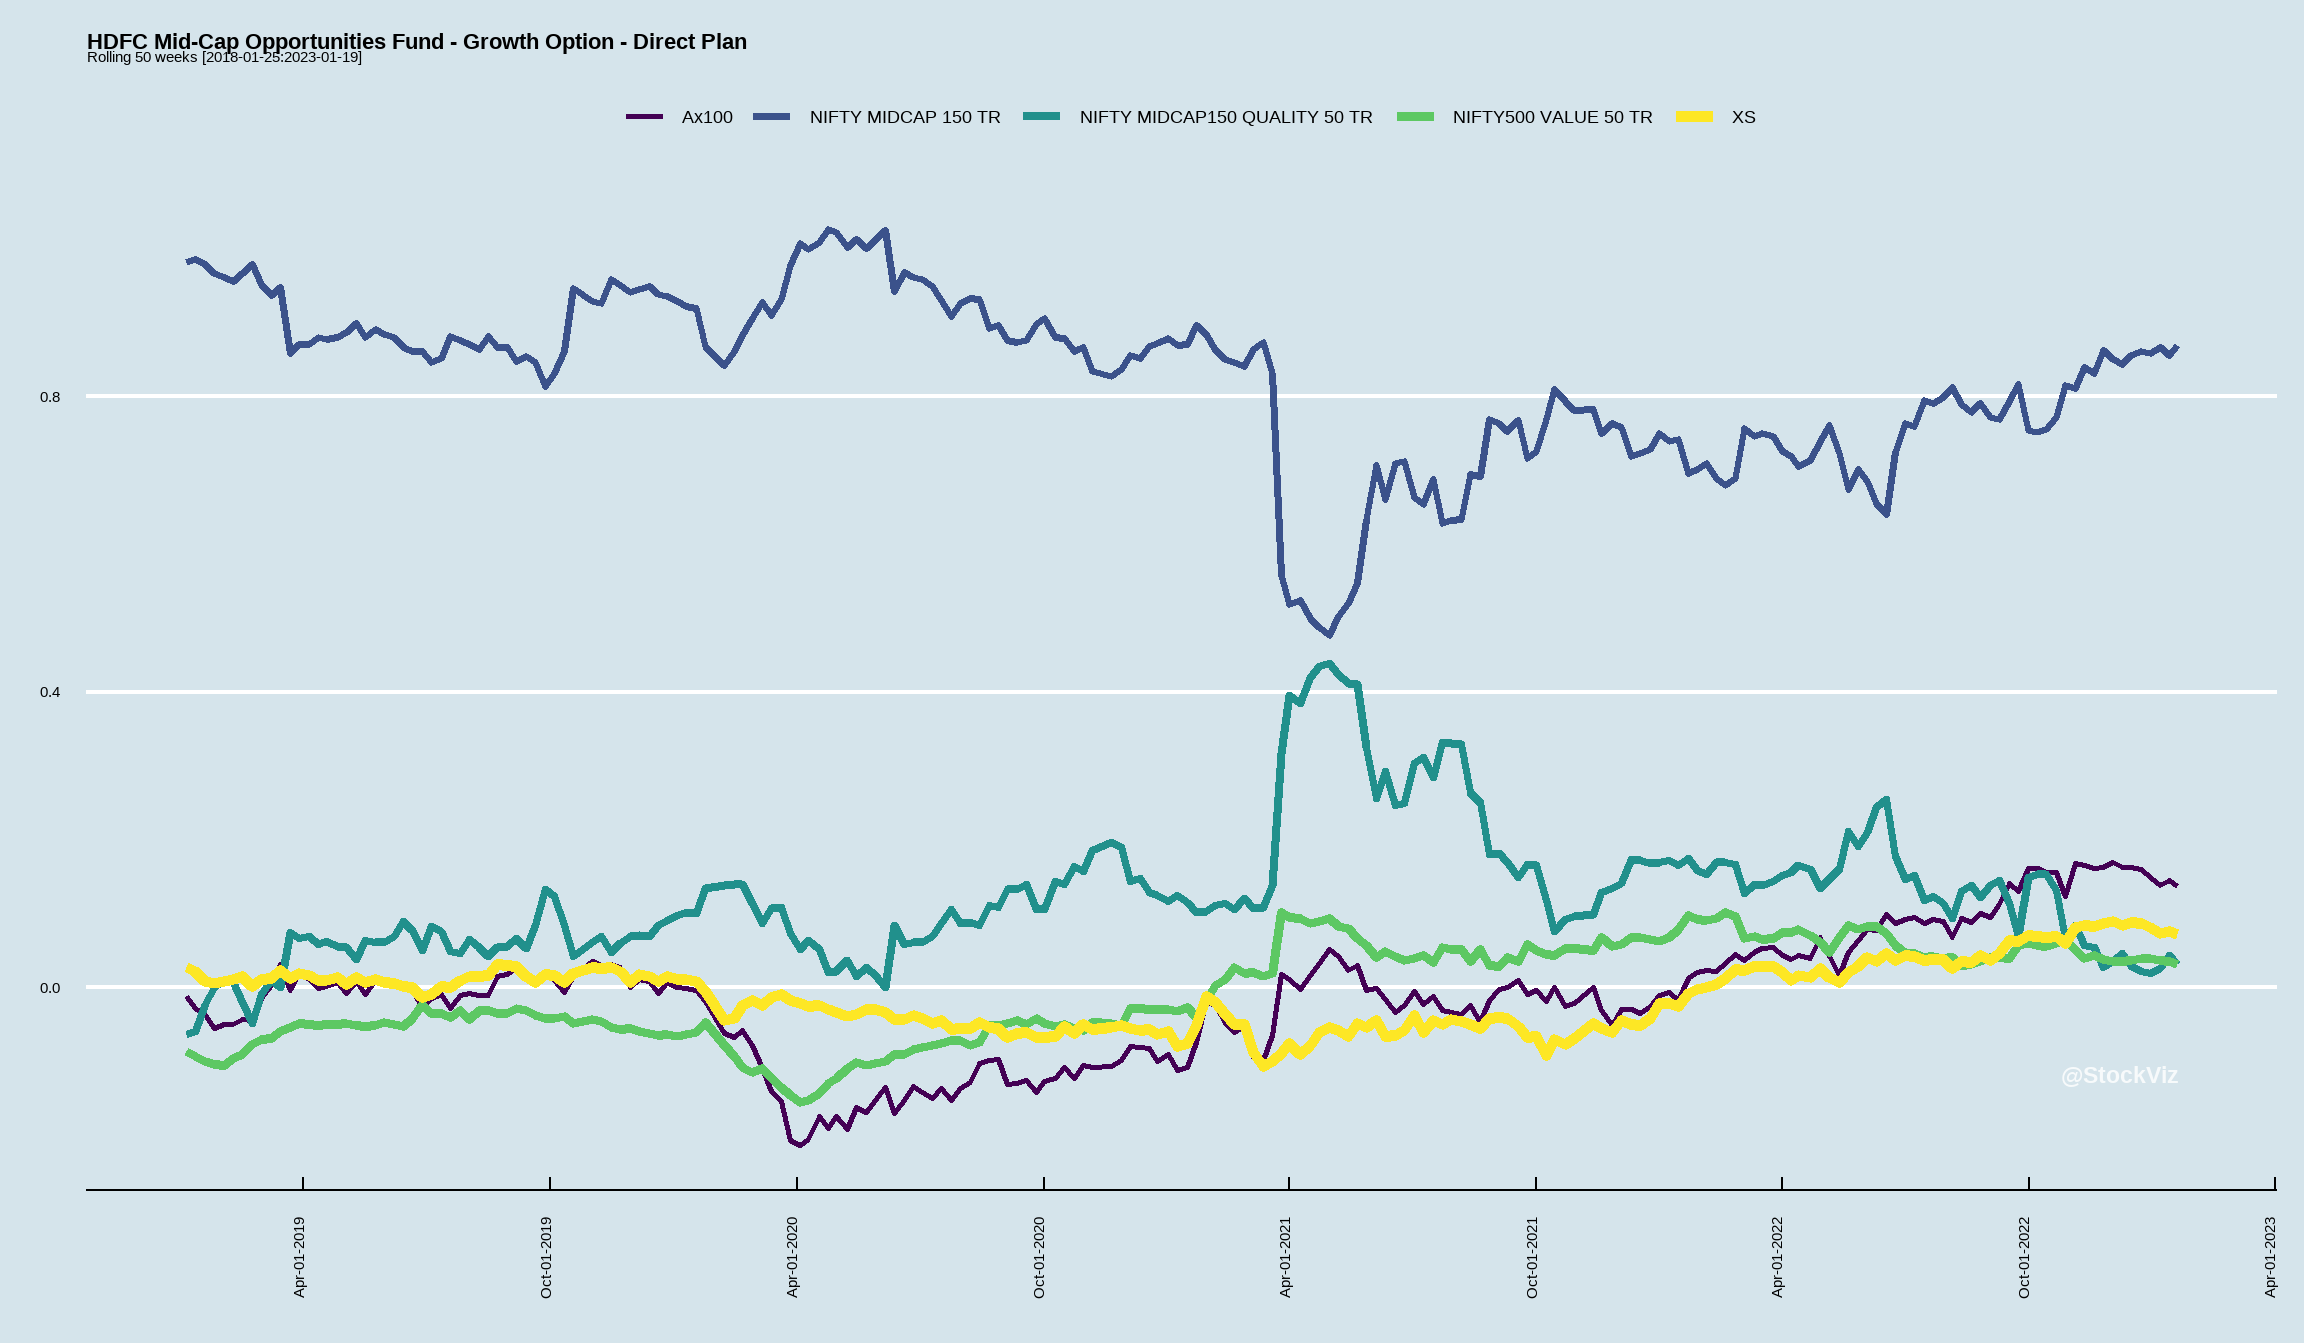 HDFC Mid-Cap Opportunities Fund - Growth Option - Direct Plan
Rolling 50 weeks [2018-01-25:2023-01-19]
Ax100 NIFTY MIDCAP 150 TR NIFTY MIDCAP150 QUALITY 50 TR NIFTY500 VALUE 50 TR XS
0.8
0.4
0.0
@StockViz
Apr-01-2019 Oct-01-2019 Apr-01-2020 Oct-01-2020 Apr-01-2021 Oct-01-2021 Apr-01-2022 Oct-01-2022 Apr-01-2023